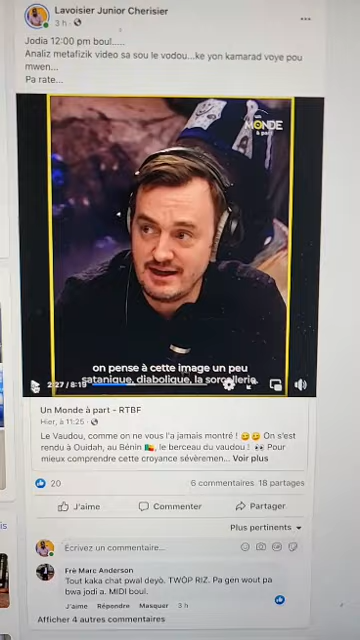 Lavoisier Junior Cherisier
3 h ·
Jodia 12:00 pm boul.....
Analiz metafizik video sa sou le vodou...ke yon kamarad voye pou
mwen...
Pa rate...
un
MONDE
à part
on pense à cette image un peu
satanique, diabolique, la sorcellerie.
2:27 / 8:19
Un Monde à part - RTBF
Hier, à 11:25 ·
Le Vaudou, comme on ne vous l'a jamais montré ! 😉😉 On s'est
rendu à Ouidah, au Bénin 🇧🇯, le berceau du vaudou ! 👀 Pour
mieux comprendre cette croyance sévèremen... Voir plus
20
6 commentaires 18 partages
J'aime
Commenter
Partager
Plus pertinents
Écrivez un commentaire...
Frè Marc Anderson
Tout kaka chat pwal deyò. TWÒP RIZ. Pa gen wout pa
bwa jodi a. MIDI boul.
J'aime Répondre Masquer 3 h
Afficher 4 autres commentaires